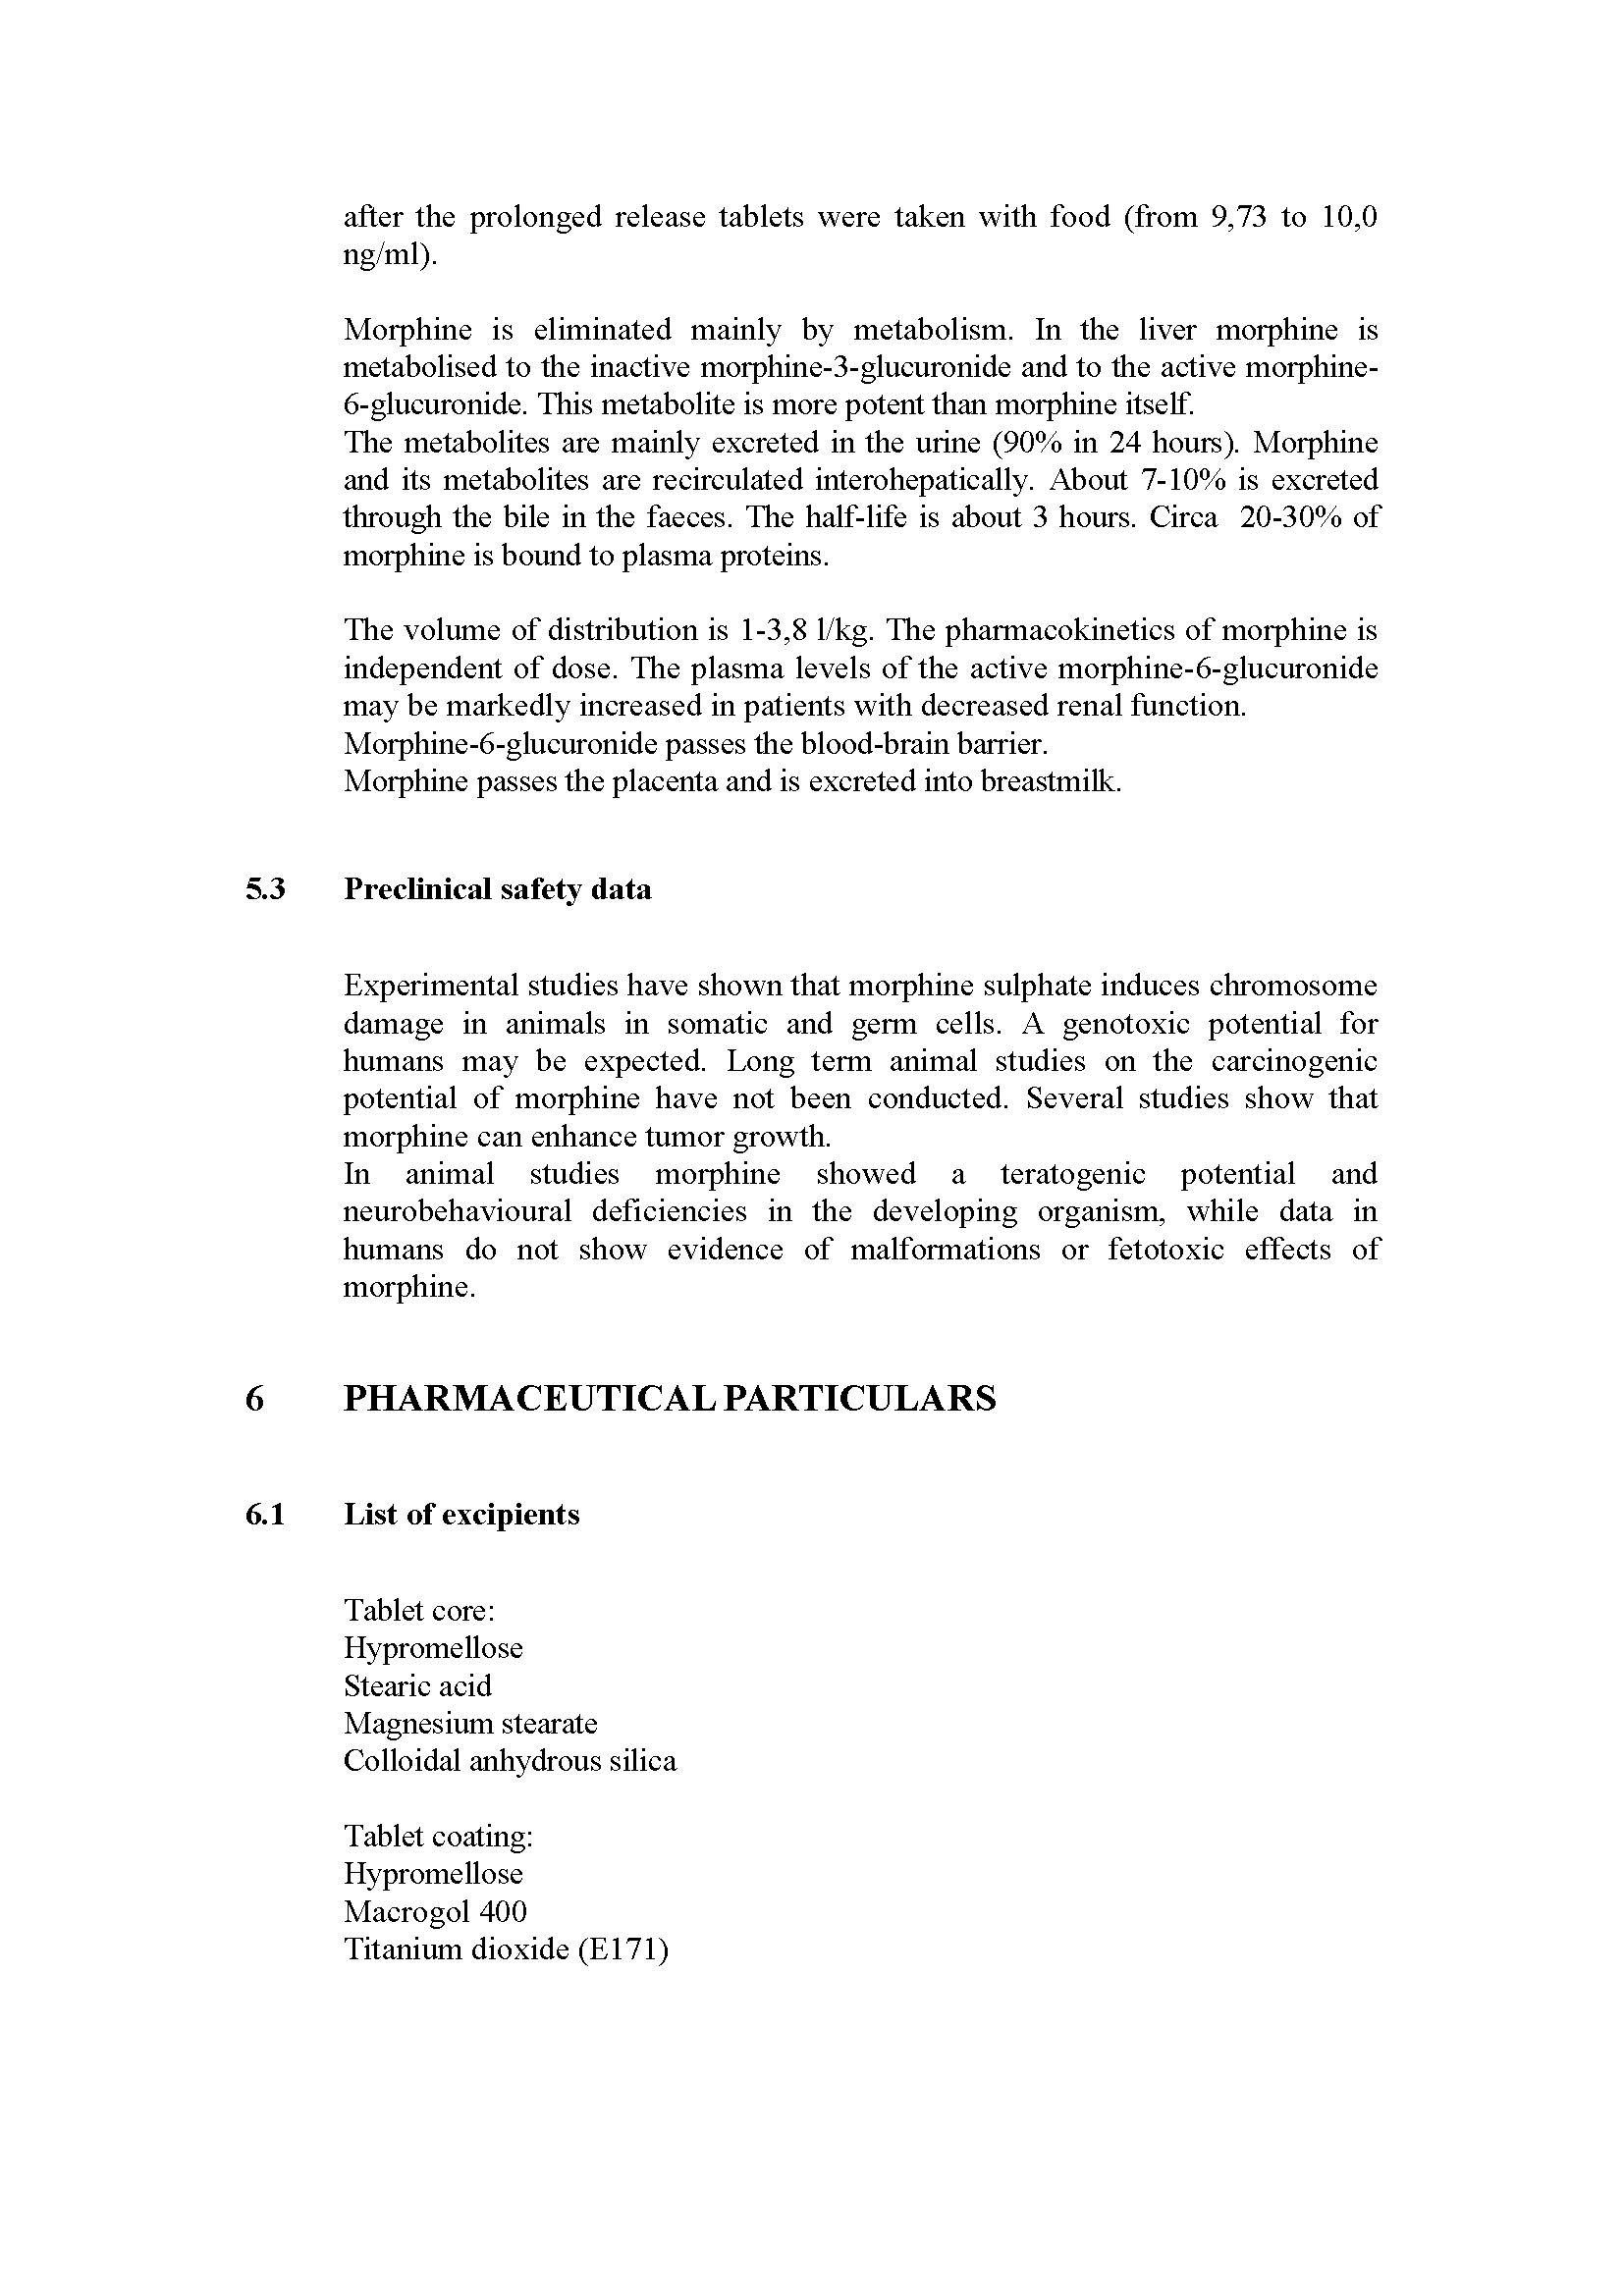 after the prolonged release tablets were taken with food (from 9,73 to 10,0
ng/ml).
Morphine is eliminated mainly by metabolism. In the liver morphine is
metabolised to the inactive morphine-3-glucuronide and to the active morphine-
6-glucuronide. This metabolite is more potent than morphine itself.
The metabolites are mainly excreted in the urine (90% in 24 hours). Morphine
and its metabolites are recirculated interohepatically. About 7-10% is excreted
through the bile in the faeces. The half-life is about 3 hours. Circa  20-30% of
morphine is bound to plasma proteins.
The volume of distribution is 1-3,8 l/kg. The pharmacokinetics of morphine is
independent of dose. The plasma levels of the active morphine-6-glucuronide
may be markedly increased in patients with decreased renal function.
Morphine-6-glucuronide passes the blood-brain barrier.
Morphine passes the placenta and is excreted into breastmilk.
5.3 Preclinical safety data
Experimental studies have shown that morphine sulphate induces chromosome
damage in animals in somatic and germ cells. A genotoxic potential for
humans may be expected. Long term animal studies on the carcinogenic
potential of morphine have not been conducted. Several studies show that
morphine can enhance tumor growth.
In animal studies morphine showed a teratogenic potential and
neurobehavioural deficiencies in the developing organism, while data in
humans do not show evidence of malformations or fetotoxic effects of
morphine.
6 PHARMACEUTICAL PARTICULARS
6.1 List of excipients
Tablet core:
Hypromellose
Stearic acid
Magnesium stearate
Colloidal anhydrous silica
Tablet coating:
Hypromellose
Macrogol 400
Titanium dioxide (E171)